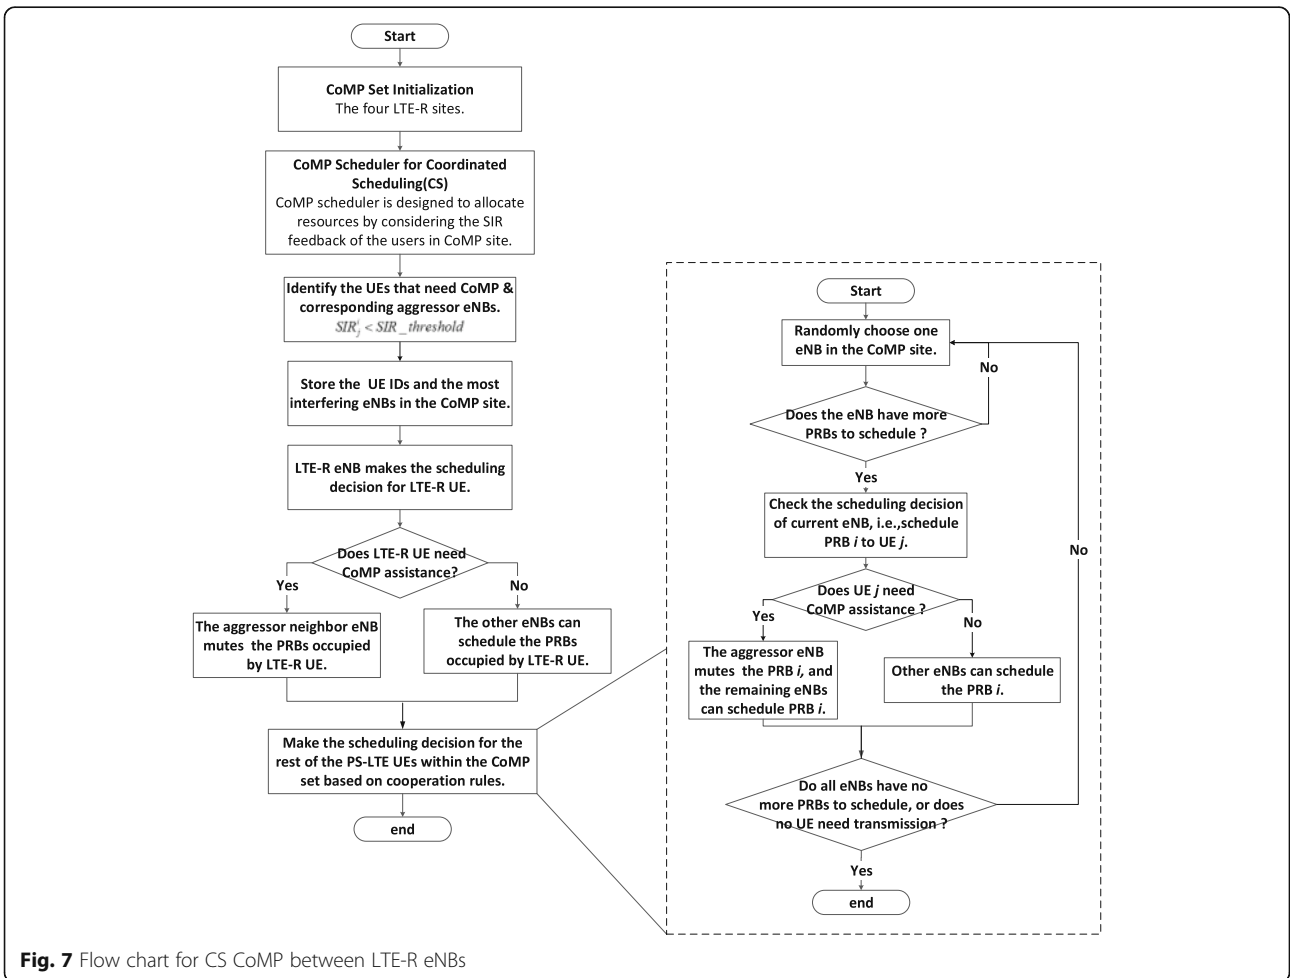 Start
CoMP Set Initialization
The four LTE-R sites.
CoMP Scheduler for Coordinated
Scheduling(CS)
CoMP scheduler is designed to allocate
resources by considering the SIR
feedback of the users in CoMP site.
Identify the UEs that need CoMP &
corresponding aggressor eNBs.
SIR_j^i < SIR_threshold
Store the UE IDs and the most
interfering eNBs in the CoMP site.
LTE-R eNB makes the scheduling
decision for LTE-R UE.
Does LTE-R UE need
CoMP assistance?
Yes
No
The aggressor neighbor eNB
mutes the PRBs occupied
by LTE-R UE.
The other eNBs can
schedule the PRBs
occupied by LTE-R UE.
Make the scheduling decision for the
rest of the PS-LTE UEs within the CoMP
set based on cooperation rules.
end
Start
Randomly choose one
eNB in the CoMP site.
No
Does the eNB have more
PRBs to schedule ?
Yes
Check the scheduling decision
of current eNB, i.e.,schedule
PRB i to UE j.
No
Does UE j need
CoMP assistance ?
Yes
No
The aggressor eNB
mutes the PRB i, and
the remaining eNBs
can schedule PRB i.
Other eNBs can schedule
the PRB i.
Do all eNBs have no
more PRBs to schedule, or does
no UE need transmission ?
Yes
end
Fig. 7 Flow chart for CS CoMP between LTE-R eNBs